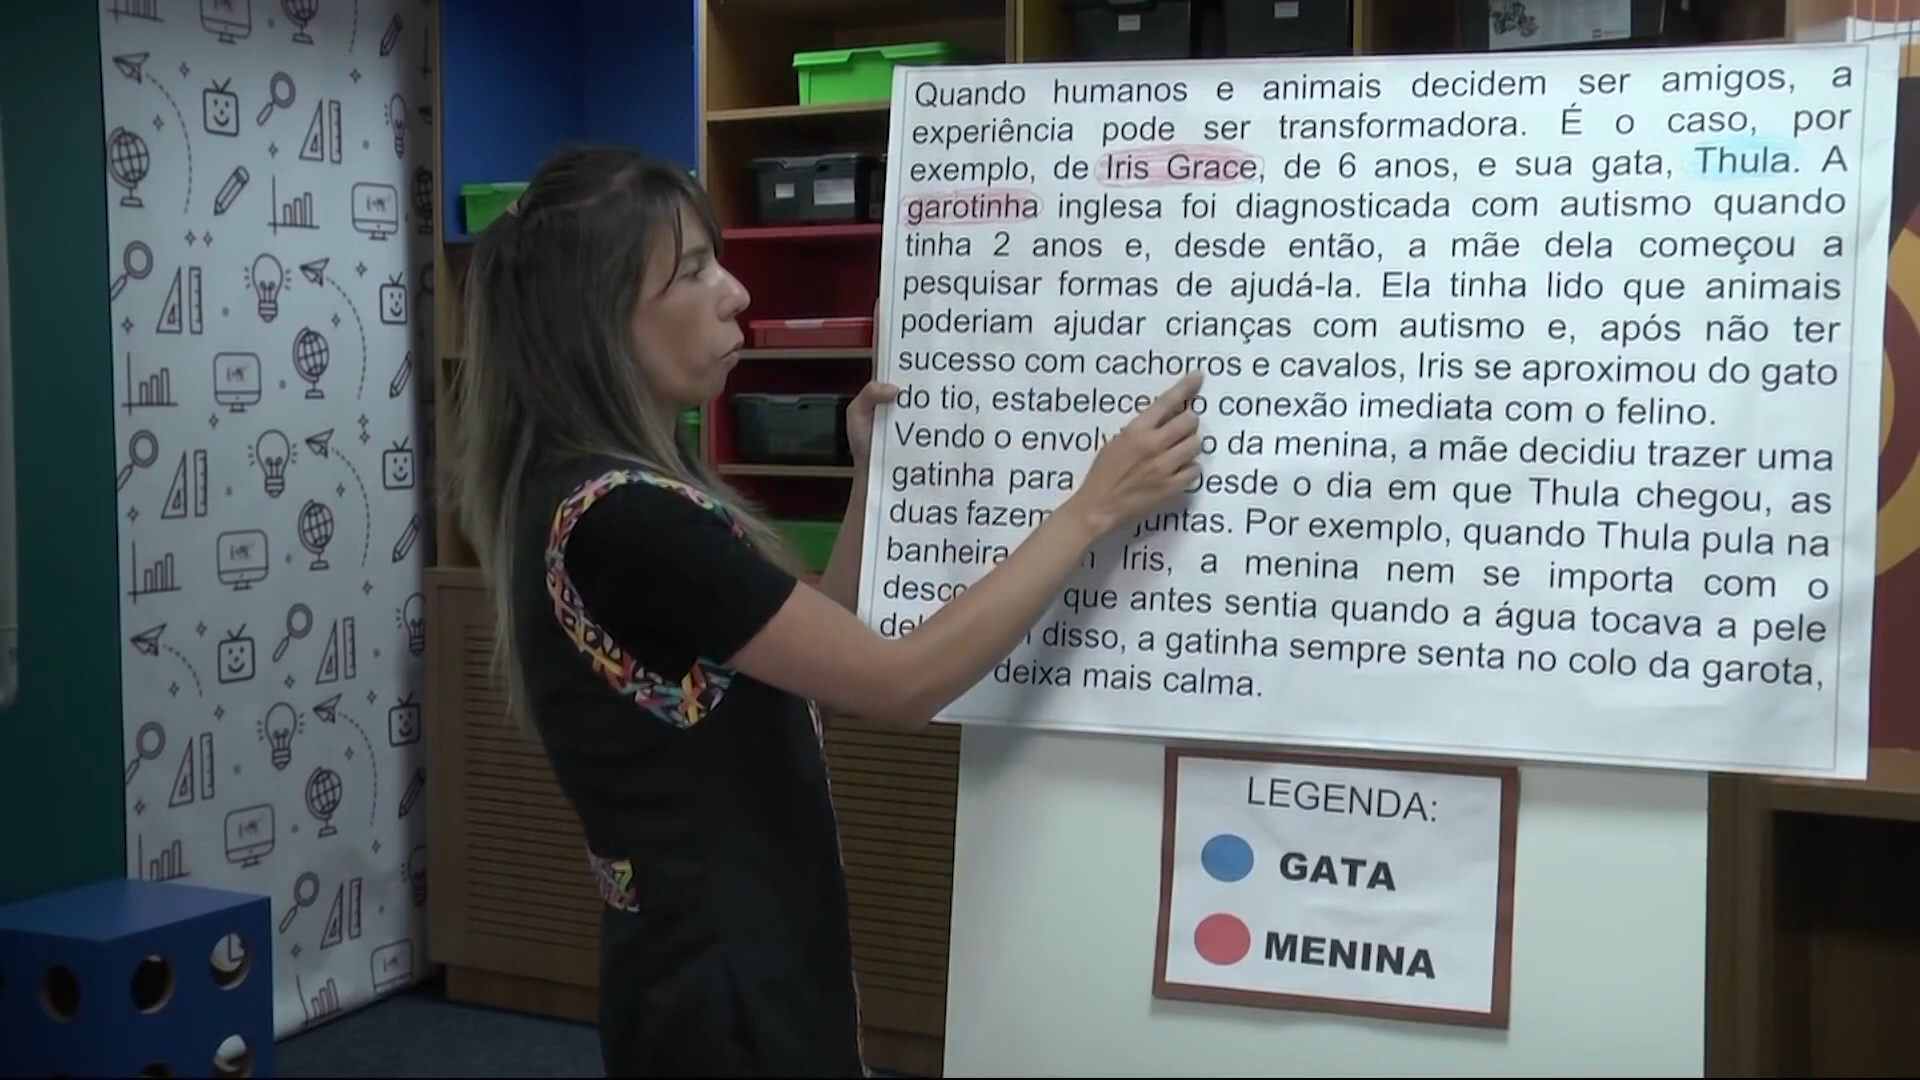 Quando humanos e animais decidem ser amigos, a
experiência pode ser transformadora. É o caso, por
exemplo, de Iris Grace, de 6 anos, e sua gata, Thula. A
garotinha inglesa foi diagnosticada com autismo quando
tinha 2 anos e, desde então, a mãe dela começou a
pesquisar formas de ajudá-la. Ela tinha lido que animais
poderiam ajudar crianças com autismo e, após não ter
sucesso com cachorros e cavalos, Iris se aproximou do gato
do tio, conexão imediata com o felino.
Vendo o da menina, a mãe decidiu trazer uma
gatinha para Desde o dia em que Thula chegou, as
duas fazem juntas. Por exemplo, quando Thula pula na
banheira Iris, a menina nem se importa com o
que antes sentia quando a água tocava a pele
disso, a gatinha sempre senta no colo da garota,
deixa mais calma.
LEGENDA:
GATA
MENINA